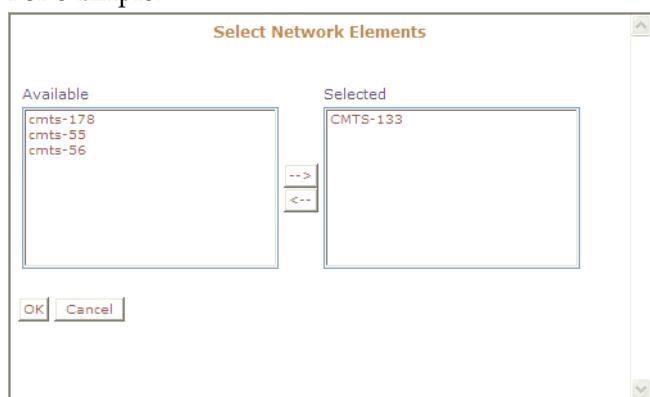 Select Network Elements
Available Selected
cmts-178 CMTS-133
cmts-55
cmts-56
-->
<--
OK Cancel